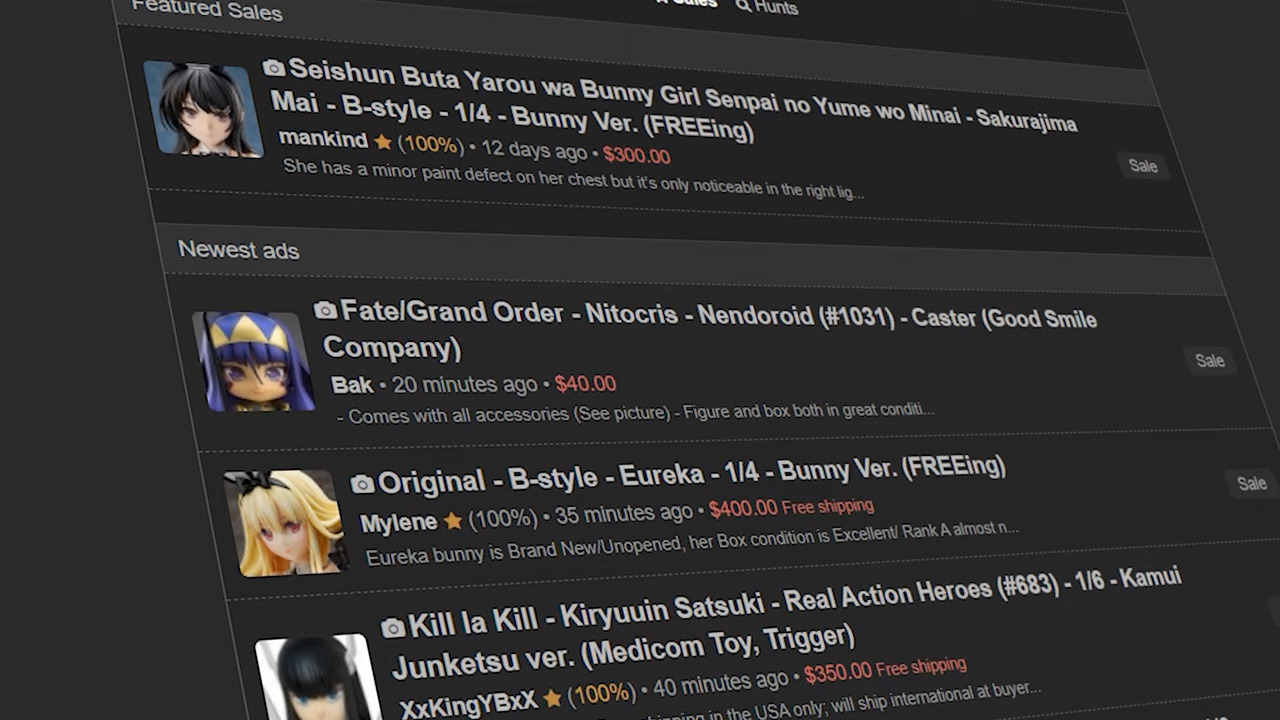 Sales
Hunts
Featured Sales
Seishun Buta Yarou wa Bunny Girl Senpai no Yume wo Minai - Sakurajima
Mai - B-style - 1/4 - Bunny Ver. (FREEing)
mankind ★ (100%) • 12 days ago • $300.00
She has a minor paint defect on her chest but it's only noticeable in the right lig...
Sale
Newest ads
Fate/Grand Order - Nitocris - Nendoroid (#1031) - Caster (Good Smile
Company)
Bak • 20 minutes ago • $40.00
- Comes with all accessories (See picture) - Figure and box both in great conditi...
Sale
Original - B-style - Eureka - 1/4 - Bunny Ver. (FREEing)
Mylene ★ (100%) • 35 minutes ago • $400.00 Free shipping
Eureka bunny is Brand New/Unopened, her Box condition is Excellent/ Rank A almost n...
Sale
Kill la Kill - Kiryuuin Satsuki - Real Action Heroes (#683) - 1/6 - Kamui
Junketsu ver. (Medicom Toy, Trigger)
XxKingYBxX ★ (100%) • 40 minutes ago • $350.00 Free shipping
shipping in the USA only; will ship international at buyer...